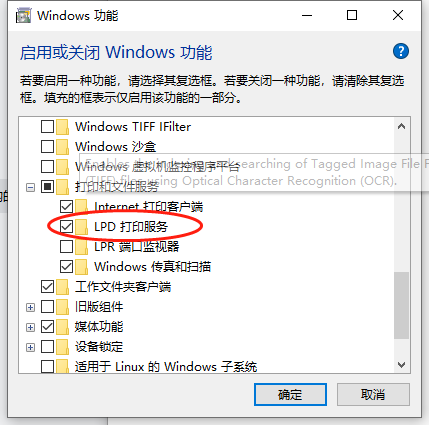 Windows 功能
启用或关闭 Windows 功能
若要启用一种功能，请选择其复选框。若要关闭一种功能，请清除其复选
框。填充的框表示仅启用该功能的一部分。
Windows TIFF IFilter
Windows 沙盒
Windows 虚拟机监控程序平台
打印和文件服务
Internet 打印客户端
LPD 打印服务
LPR 端口监视器
Windows 传真和扫描
工作文件夹客户端
旧版组件
媒体功能
设备锁定
适用于 Linux 的 Windows 子系统
searching of Tagged Image File F
Optical Character Recognition (OCR).
确定
取消